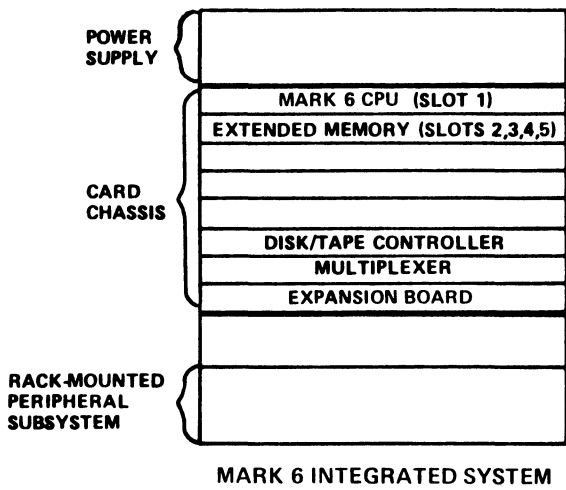 POWER
SUPPLY
MARK 6 CPU (SLOT 1)
EXTENDED MEMORY (SLOTS 2,3,4,5)
CARD
CHASSIS
DISK/TAPE CONTROLLER
MULTIPLEXER
EXPANSION BOARD
RACK-MOUNTED
PERIPHERAL
SUBSYSTEM
MARK 6 INTEGRATED SYSTEM